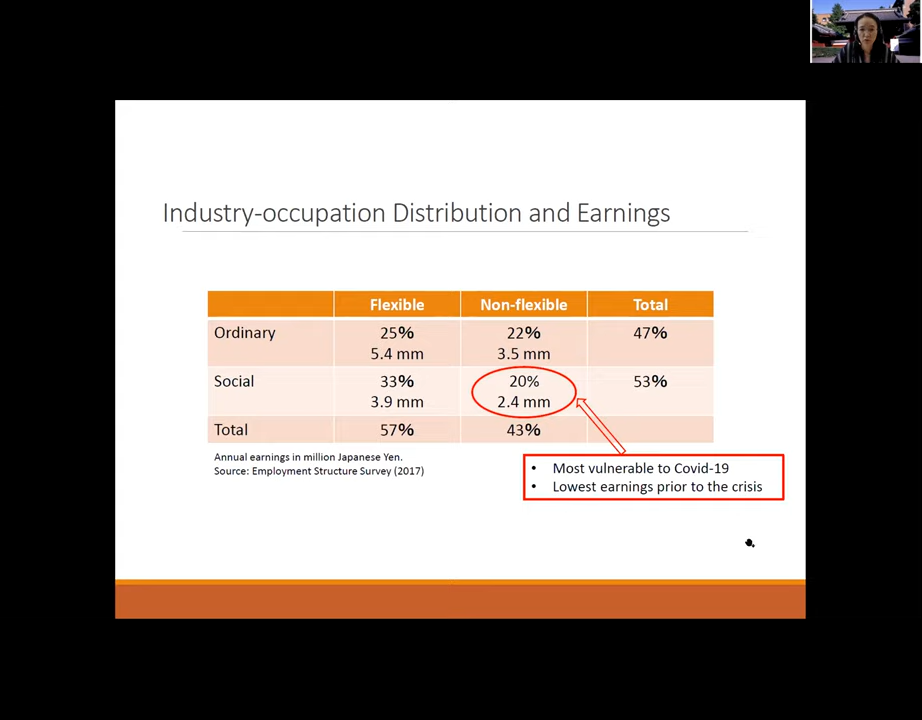 Industry-occupation Distribution and Earnings
Flexible Non-flexible Total
Ordinary 25% 22% 47%
5.4 mm 3.5 mm
Social 33% 20% 53%
3.9 mm 2.4 mm
Total 57% 43%
Annual earnings in million Japanese Yen.
Source: Employment Structure Survey (2017)
• Most vulnerable to Covid-19
• Lowest earnings prior to the crisis